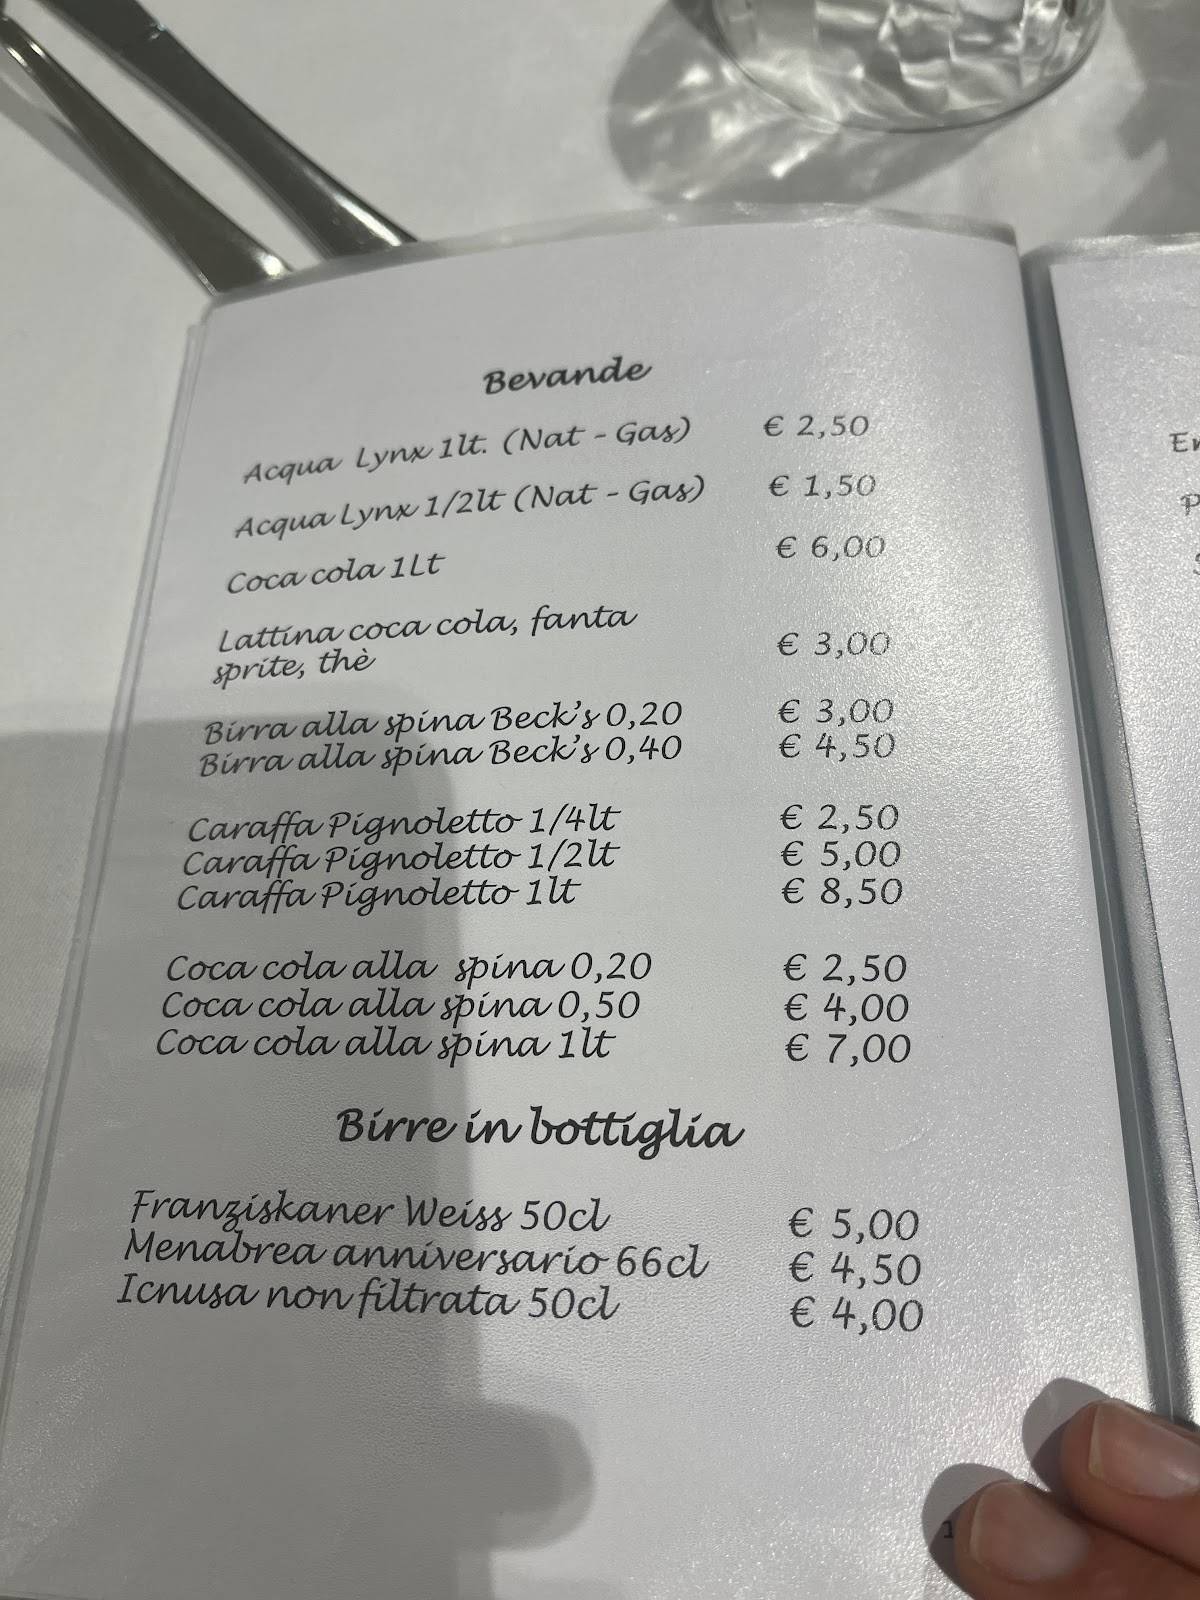 Bevande
Acqua Lynx 1lt. (Nat - Gas) € 2,50
Acqua Lynx 1/2lt (Nat - Gas) € 1,50
Coca cola 1Lt € 6,00
Lattina coca cola, fanta
sprite, thè € 3,00
Birra alla spina Beck's 0,20 € 3,00
Birra alla spina Beck's 0,40 € 4,50
Caraffa Pignoletto 1/4lt € 2,50
Caraffa Pignoletto 1/2lt € 5,00
Caraffa Pignoletto 1lt € 8,50
Coca cola alla spina 0,20 € 2,50
Coca cola alla spina 0,50 € 4,00
Coca cola alla spina 1lt € 7,00
Birre in bottiglia
Franziskaner Weiss 50cl € 5,00
Menabrea anniversario 66cl € 4,50
Icnusa non filtrata 50cl € 4,00